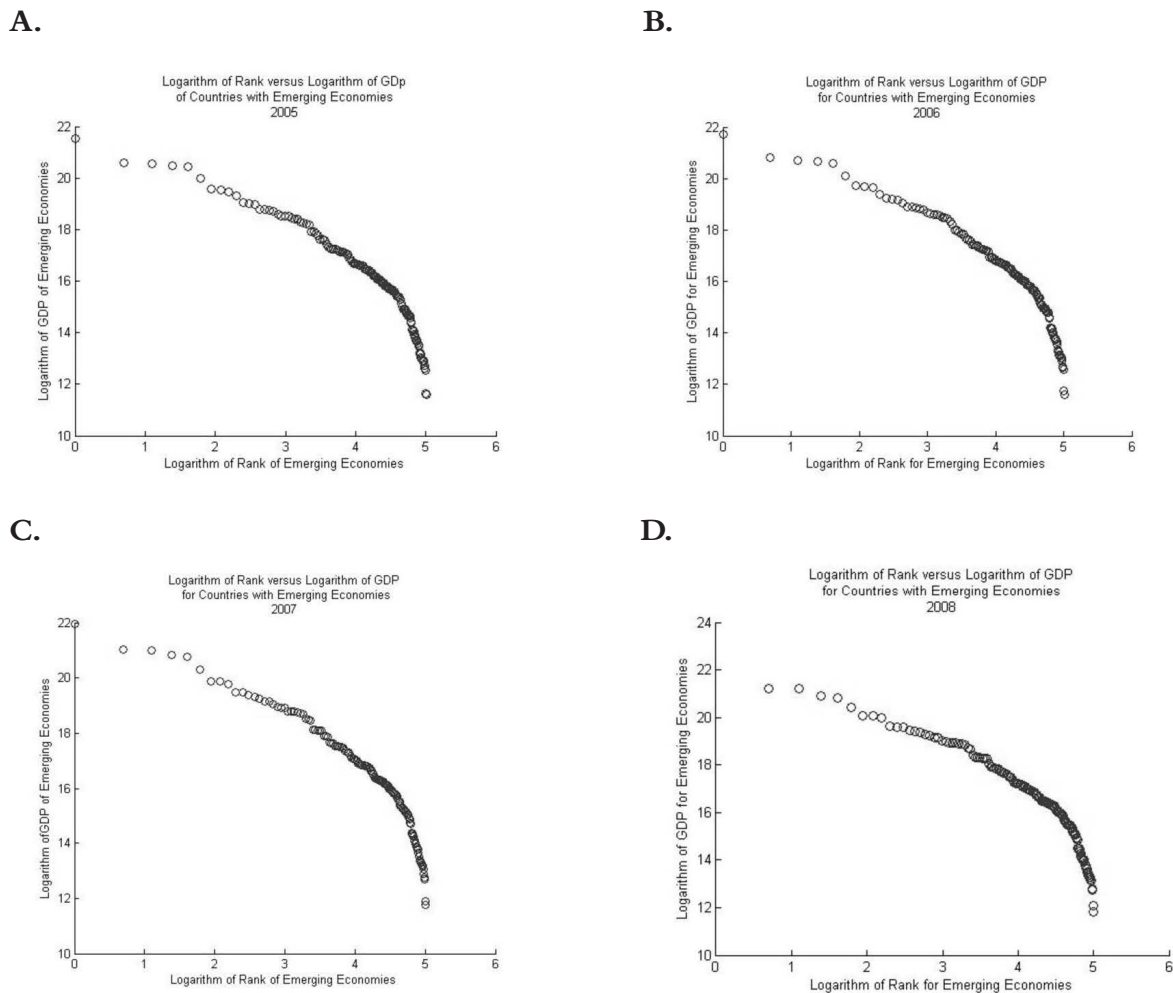 A.
Logarithm of Rank versus Logarithm of GDp
of Countries with Emerging Economies
2005
22
20
18
16
14
12
10
Logarithm of GDP of Emerging Economies
0 1 2 3 4 5 6
Logarithm of Rank of Emerging Economies
B.
Logarithm of Rank versus Logarithm of GDP
for Countries with Emerging Economies
2006
22
20
18
16
14
12
10
Logarithm of GDP for Emerging Economies
0 1 2 3 4 5 6
Logarithm of Rank for Emerging Economies
C.
Logarithm of Rank versus Logarithm of GDP
for Countries with Emerging Economies
2007
22
20
18
16
14
12
10
Logarithm ofGDP of Emerging Economies
0 1 2 3 4 5 6
Logarithm of Rank of Emerging Economies
D.
Logarithm of Rank versus Logarithm of GDP
for Countries with Emerging Economies
2008
24
22
20
18
16
14
12
10
Logarithm of GDP for Emerging Economies
0 1 2 3 4 5 6
Logarithm of Rank for Emerging Economies